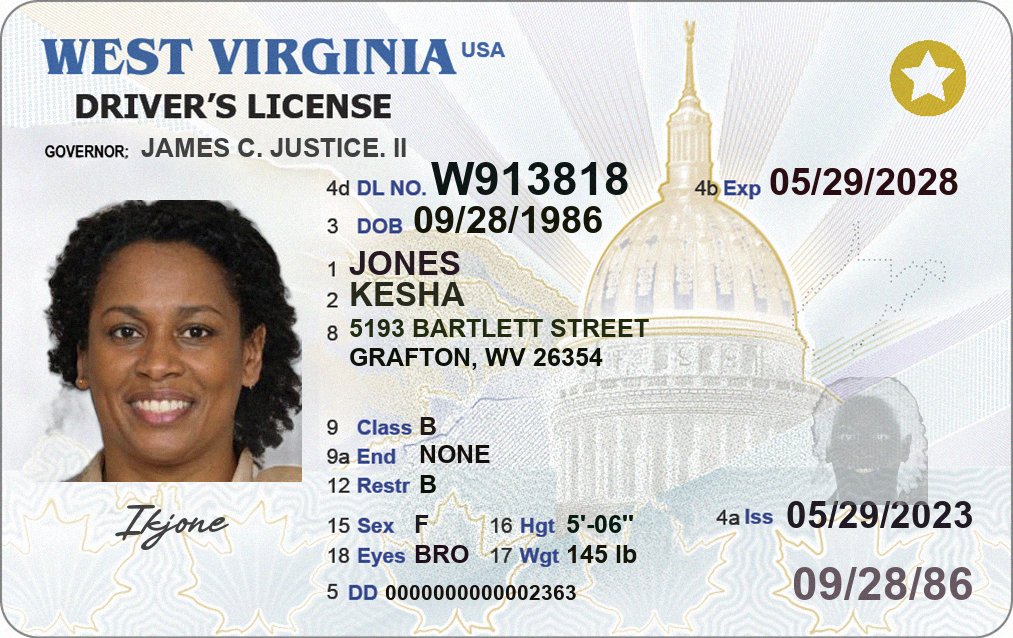 WEST VIRGINIA USA
DRIVER'S LICENSE
GOVERNOR: JAMES C. JUSTICE. II
4d DL NO. W913818 4b Exp 05/29/2028
3 DOB 09/28/1986
1 JONES
2 KESHA
8 5193 BARTLETT STREET
GRAFTON, WV 26354
9 Class B
9a End NONE
12 Restr B
15 Sex F 16 Hgt 5'-06" 4a Iss 05/29/2023
18 Eyes BRO 17 Wgt 145 lb
5 DD 0000000000002363
09/28/86
Ikjone